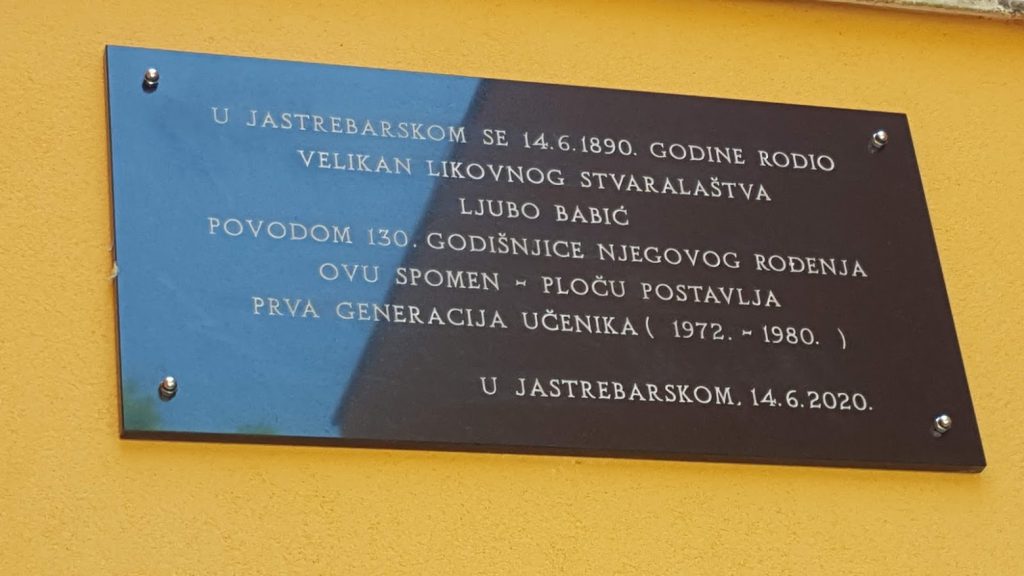 U JASTREBARSKOM SE 14.6.1890. GODINE RODIO
VELIKAN LIKOVNOG STVARALAŠTVA
LJUBO BABIĆ
POVODOM 130. GODIŠNJICE NJEGOVOG ROĐENJA
OVU SPOMEN - PLOČU POSTAVLJA
PRVA GENERACIJA UČENIKA ( 1972. - 1980. )
U JASTREBARSKOM, 14.6.2020.